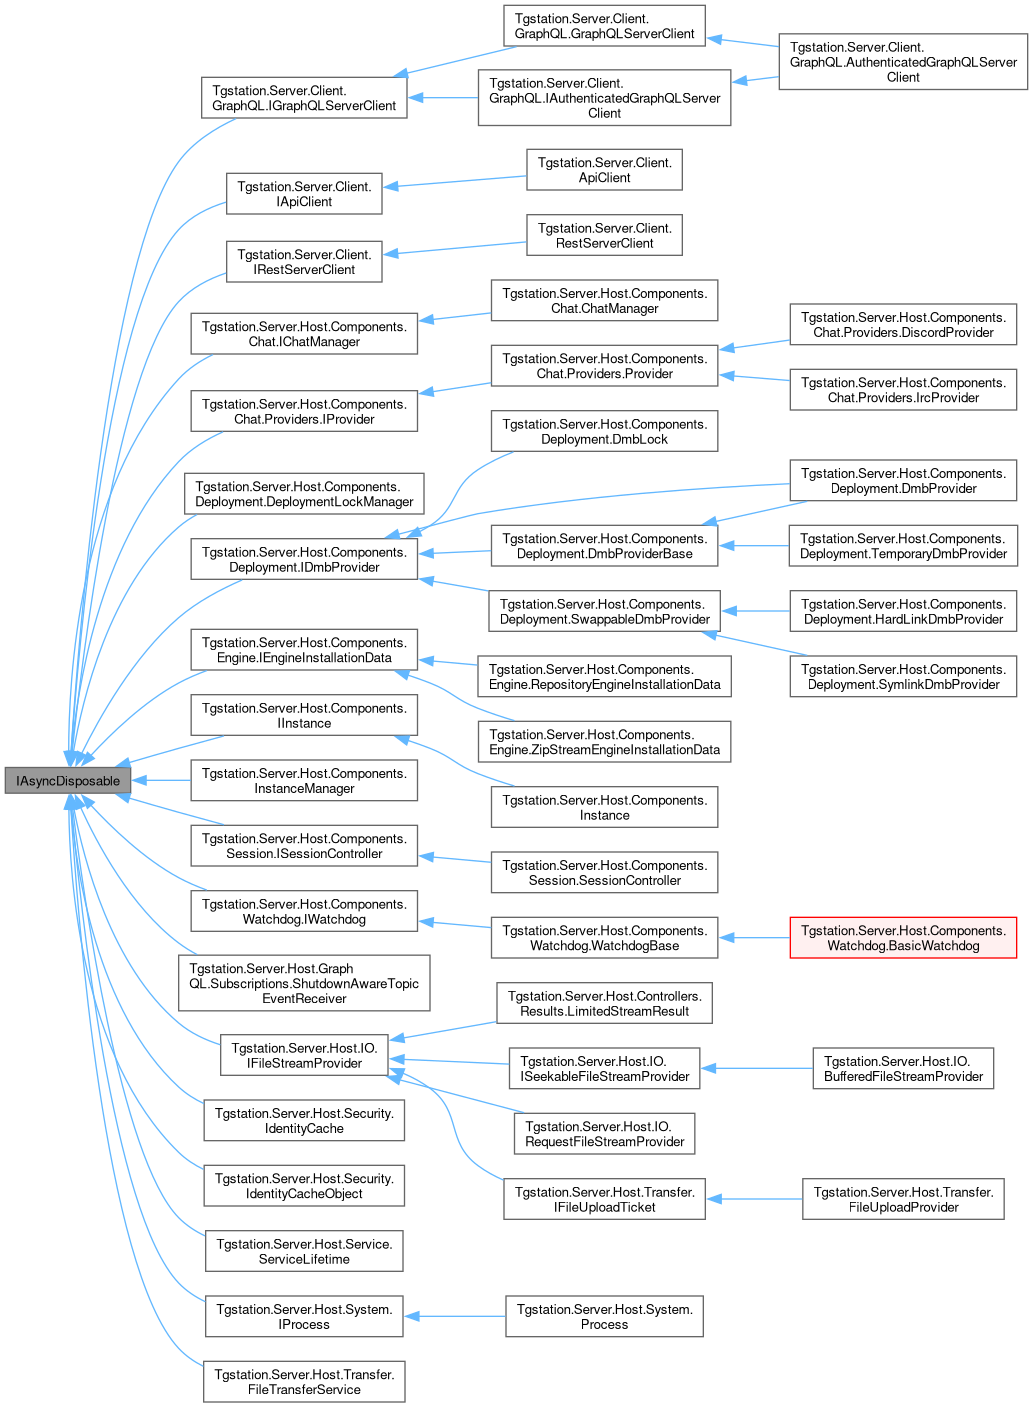 Tgstation.Server.Client.
GraphQL.GraphQLServerClient
Tgstation.Server.Client.
GraphQL.AuthenticatedGraphQLServer
Client
Tgstation.Server.Client.
GraphQL.IGraphQLServerClient
Tgstation.Server.Client.
GraphQL.IAuthenticatedGraphQLServer
Client
Tgstation.Server.Client.
IApiClient
Tgstation.Server.Client.
ApiClient
Tgstation.Server.Client.
IRestServerClient
Tgstation.Server.Client.
RestServerClient
Tgstation.Server.Host.Components.
Chat.IChatManager
Tgstation.Server.Host.Components.
Chat.ChatManager
Tgstation.Server.Host.Components.
Chat.Providers.IProvider
Tgstation.Server.Host.Components.
Chat.Providers.Provider
Tgstation.Server.Host.Components.
Chat.Providers.DiscordProvider
Tgstation.Server.Host.Components.
Chat.Providers.IrcProvider
Tgstation.Server.Host.Components.
Deployment.DeploymentLockManager
Tgstation.Server.Host.Components.
Deployment.DmbLock
Tgstation.Server.Host.Components.
Deployment.IDmbProvider
Tgstation.Server.Host.Components.
Deployment.DmbProviderBase
Tgstation.Server.Host.Components.
Deployment.DmbProvider
Tgstation.Server.Host.Components.
Deployment.TemporaryDmbProvider
Tgstation.Server.Host.Components.
Deployment.SwappableDmbProvider
Tgstation.Server.Host.Components.
Deployment.HardLinkDmbProvider
Tgstation.Server.Host.Components.
Deployment.SymlinkDmbProvider
Tgstation.Server.Host.Components.
Engine.IEngineInstallationData
Tgstation.Server.Host.Components.
Engine.RepositoryEngineInstallationData
Tgstation.Server.Host.Components.
Engine.ZipStreamEngineInstallationData
Tgstation.Server.Host.Components.
IInstance
Tgstation.Server.Host.Components.
Instance
IAsyncDisposable
Tgstation.Server.Host.Components.
InstanceManager
Tgstation.Server.Host.Components.
Session.ISessionController
Tgstation.Server.Host.Components.
Session.SessionController
Tgstation.Server.Host.Components.
Watchdog.IWatchdog
Tgstation.Server.Host.Components.
Watchdog.WatchdogBase
Tgstation.Server.Host.Components.
Watchdog.BasicWatchdog
Tgstation.Server.Host.Graph
QL.Subscriptions.ShutdownAwareTopic
EventReceiver
Tgstation.Server.Host.IO.
IFileStreamProvider
Tgstation.Server.Host.Controllers.
Results.LimitedStreamResult
Tgstation.Server.Host.IO.
ISeekableFileStreamProvider
Tgstation.Server.Host.IO.
BufferedFileStreamProvider
Tgstation.Server.Host.IO.
RequestFileStreamProvider
Tgstation.Server.Host.Transfer.
IFileUploadTicket
Tgstation.Server.Host.Transfer.
FileUploadProvider
Tgstation.Server.Host.Security.
IdentityCache
Tgstation.Server.Host.Security.
IdentityCacheObject
Tgstation.Server.Host.Service.
ServiceLifetime
Tgstation.Server.Host.System.
IProcess
Tgstation.Server.Host.System.
Process
Tgstation.Server.Host.Transfer.
FileTransferService